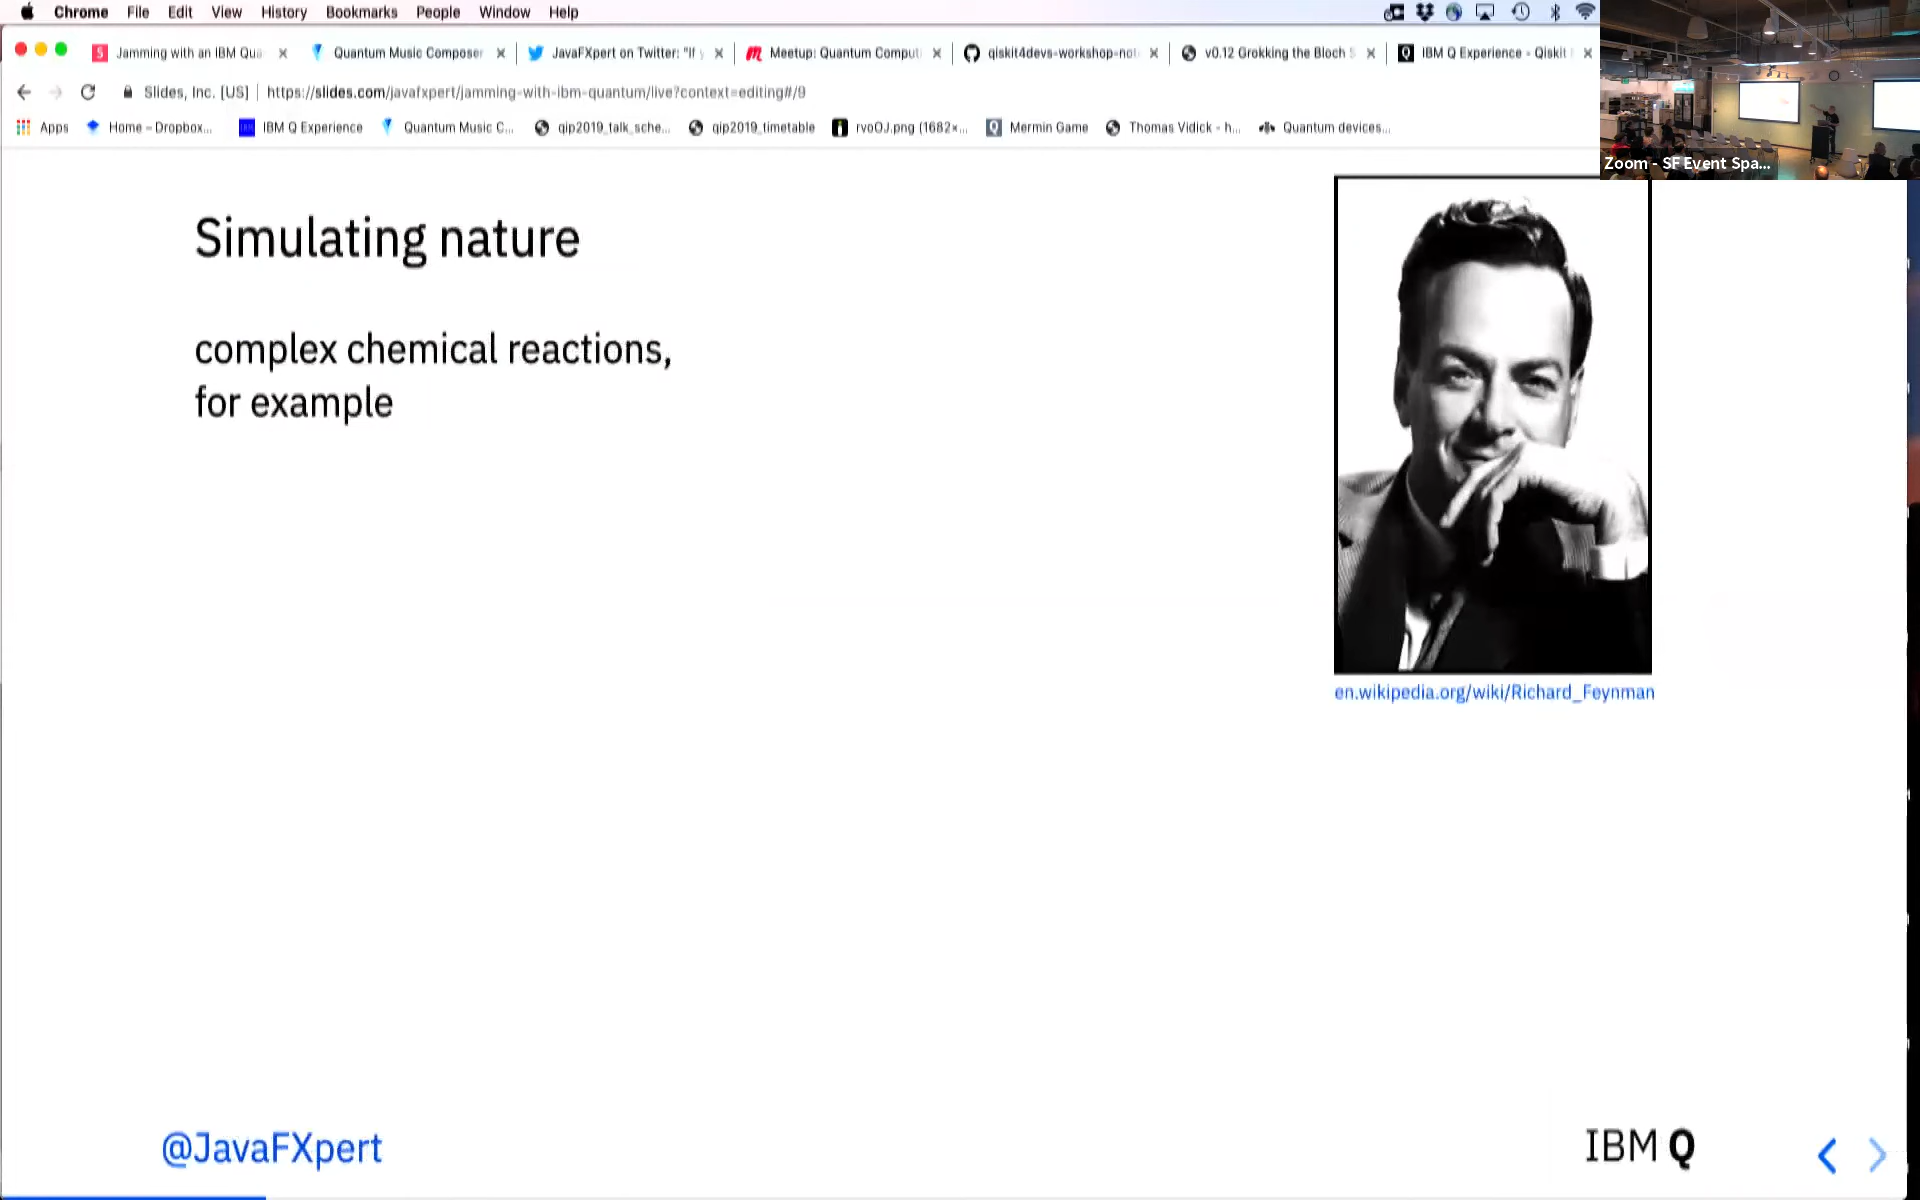 Chrome File Edit View History Bookmarks People Window Help
Jamming with an IBM Qua
Quantum Music Composer
JavaFXpert on Twitter: "If y
Meetup: Quantum Comput
qiskit4devs-workshop-not
v0.12 Grokking the Bloch S
IBM Q Experience - Qiskit
Slides, Inc. [US] | https://slides.com/javafxpert/jamming-with-ibm-quantum/live?context=editing#/9
Apps Home – Dropbox... IBM Q Experience Quantum Music C... qip2019_talk_sche... qip2019_timetable rvoOJ.png (1682×... Mermin Game Thomas Vidick - h... Quantum devices...
Zoom - SF Event Spa...
Simulating nature
complex chemical reactions,
for example
en.wikipedia.org/wiki/Richard_Feynman
@JavaFXpert
IBM Q